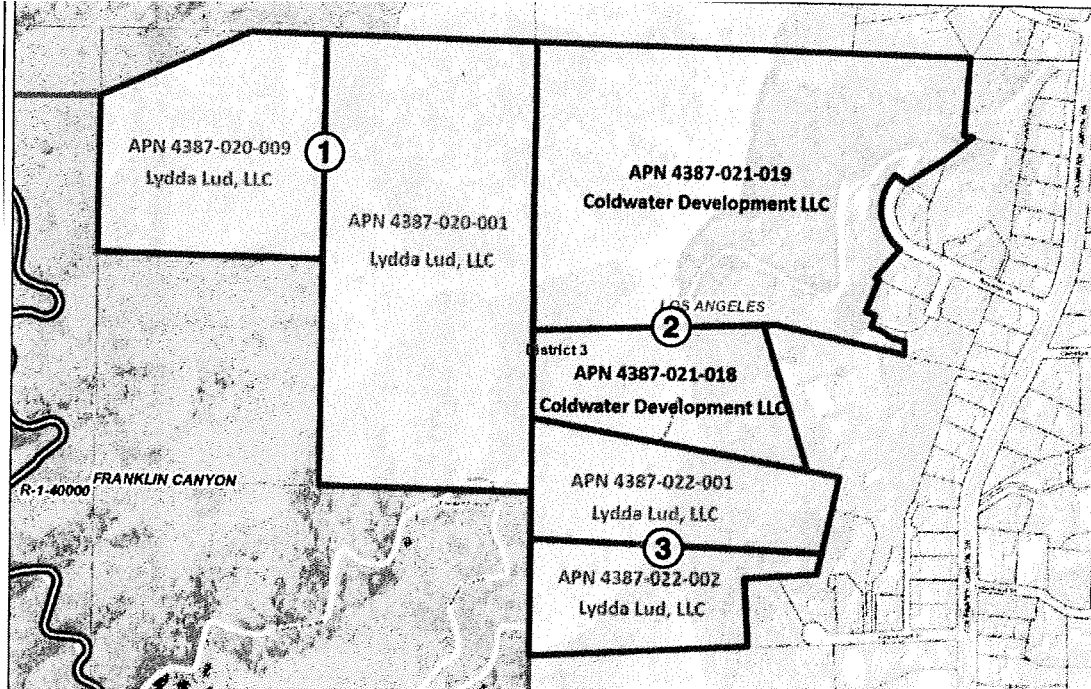 APN 4387-020-009
Lydda Lud, LLC
1
APN 4387-020-001
Lydda Lud, LLC
APN 4387-021-019
Coldwater Development LLC
LOS ANGELES
2
District 3
APN 4387-021-018
Coldwater Development LLC
APN 4387-022-001
Lydda Lud, LLC
3
APN 4387-022-002
Lydda Lud, LLC
FRANKLIN CANYON
R-1-40000